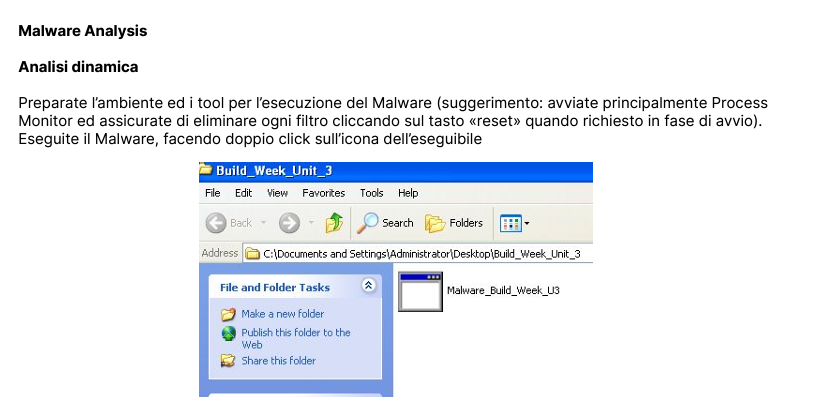 Malware Analysis
Analisi dinamica
Preparate l'ambiente ed i tool per l'esecuzione del Malware (suggerimento: avviate principalmente Process
Monitor ed assicurate di eliminare ogni filtro cliccando sul tasto «reset» quando richiesto in fase di avvio).
Eseguite il Malware, facendo doppio click sull'icona dell'eseguibile
Build_Week_Unit_3
File Edit View Favorites Tools Help
Back Search Folders
Address C:\Documents and Settings\Administrator\Desktop\Build_Week_Unit_3
File and Folder Tasks
Malware_Build_Week_U3
Make a new folder
Publish this folder to the
Web
Share this folder